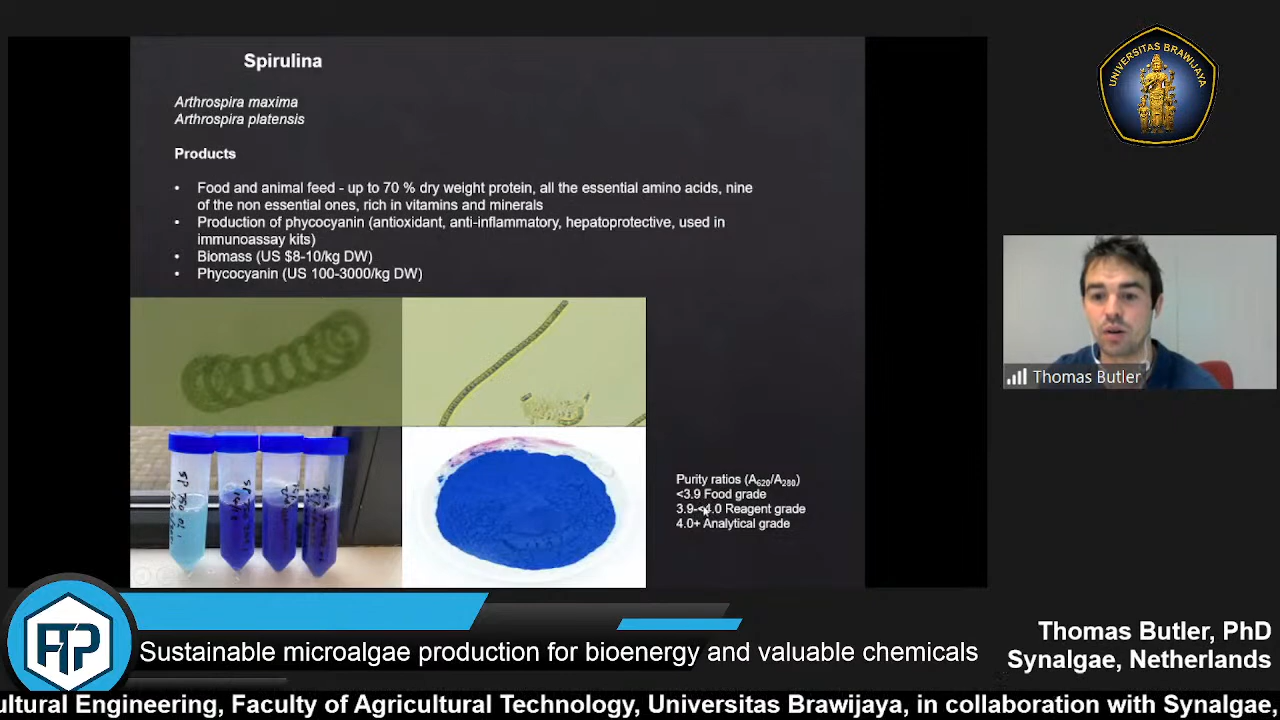 Spirulina
Arthrospira maxima
Arthrospira platensis
Products
• Food and animal feed - up to 70 % dry weight protein, all the essential amino acids, nine
of the non essential ones, rich in vitamins and minerals
• Production of phycocyanin (antioxidant, anti-inflammatory, hepatoprotective, used in
immunoassay kits)
• Biomass (US $8-10/kg DW)
• Phycocyanin (US 100-3000/kg DW)
Purity ratios (A620/A280)
<3.9 Food grade
3.9-<4.0 Reagent grade
4.0+ Analytical grade
UNIVERSITAS BRAWIJAYA
Thomas Butler
ATP
Sustainable microalgae production for bioenergy and valuable chemicals
Thomas Butler, PhD
Synalgae, Netherlands
ultural Engineering, Faculty of Agricultural Technology, Universitas Brawijaya, in collaboration with Synalgae,